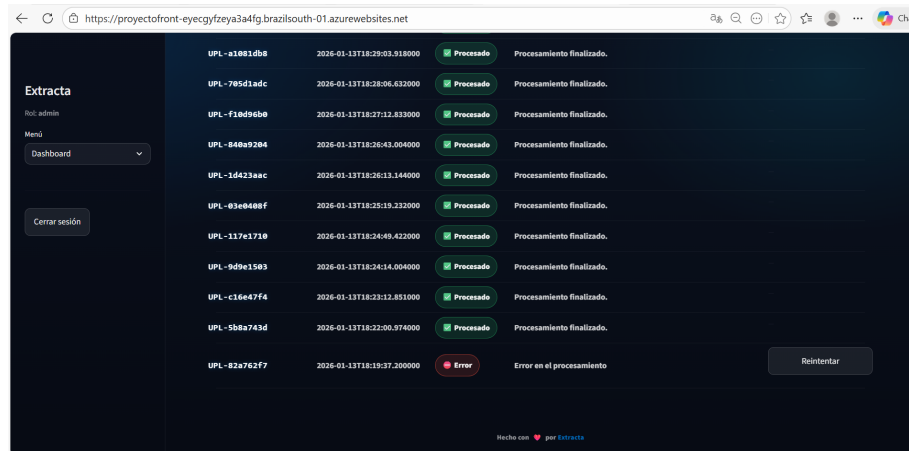 https://proyectofront-eyecgyfzeya3a4fg.brazilsouth-01.azurewebsites.net
Extracta
Rol: admin
Menú
Dashboard
Cerrar sesión
UPL-a1081db8 2026-01-13T18:29:03.918000 Procesado Procesamiento finalizado.
UPL-705d1adc 2026-01-13T18:28:06.632000 Procesado Procesamiento finalizado.
UPL-f10d96b0 2026-01-13T18:27:12.833000 Procesado Procesamiento finalizado.
UPL-840a9204 2026-01-13T18:26:43.004000 Procesado Procesamiento finalizado.
UPL-1d423aac 2026-01-13T18:26:13.144000 Procesado Procesamiento finalizado.
UPL-03e0408f 2026-01-13T18:25:19.232000 Procesado Procesamiento finalizado.
UPL-117e1710 2026-01-13T18:24:49.422000 Procesado Procesamiento finalizado.
UPL-9d9e1503 2026-01-13T18:24:14.004000 Procesado Procesamiento finalizado.
UPL-c16e47f4 2026-01-13T18:23:12.851000 Procesado Procesamiento finalizado.
UPL-5b8a743d 2026-01-13T18:22:00.974000 Procesado Procesamiento finalizado.
UPL-82a762f7 2026-01-13T18:19:37.200000 Error Error en el procesamiento Reintentar
Hecho con ❤ por Extracta